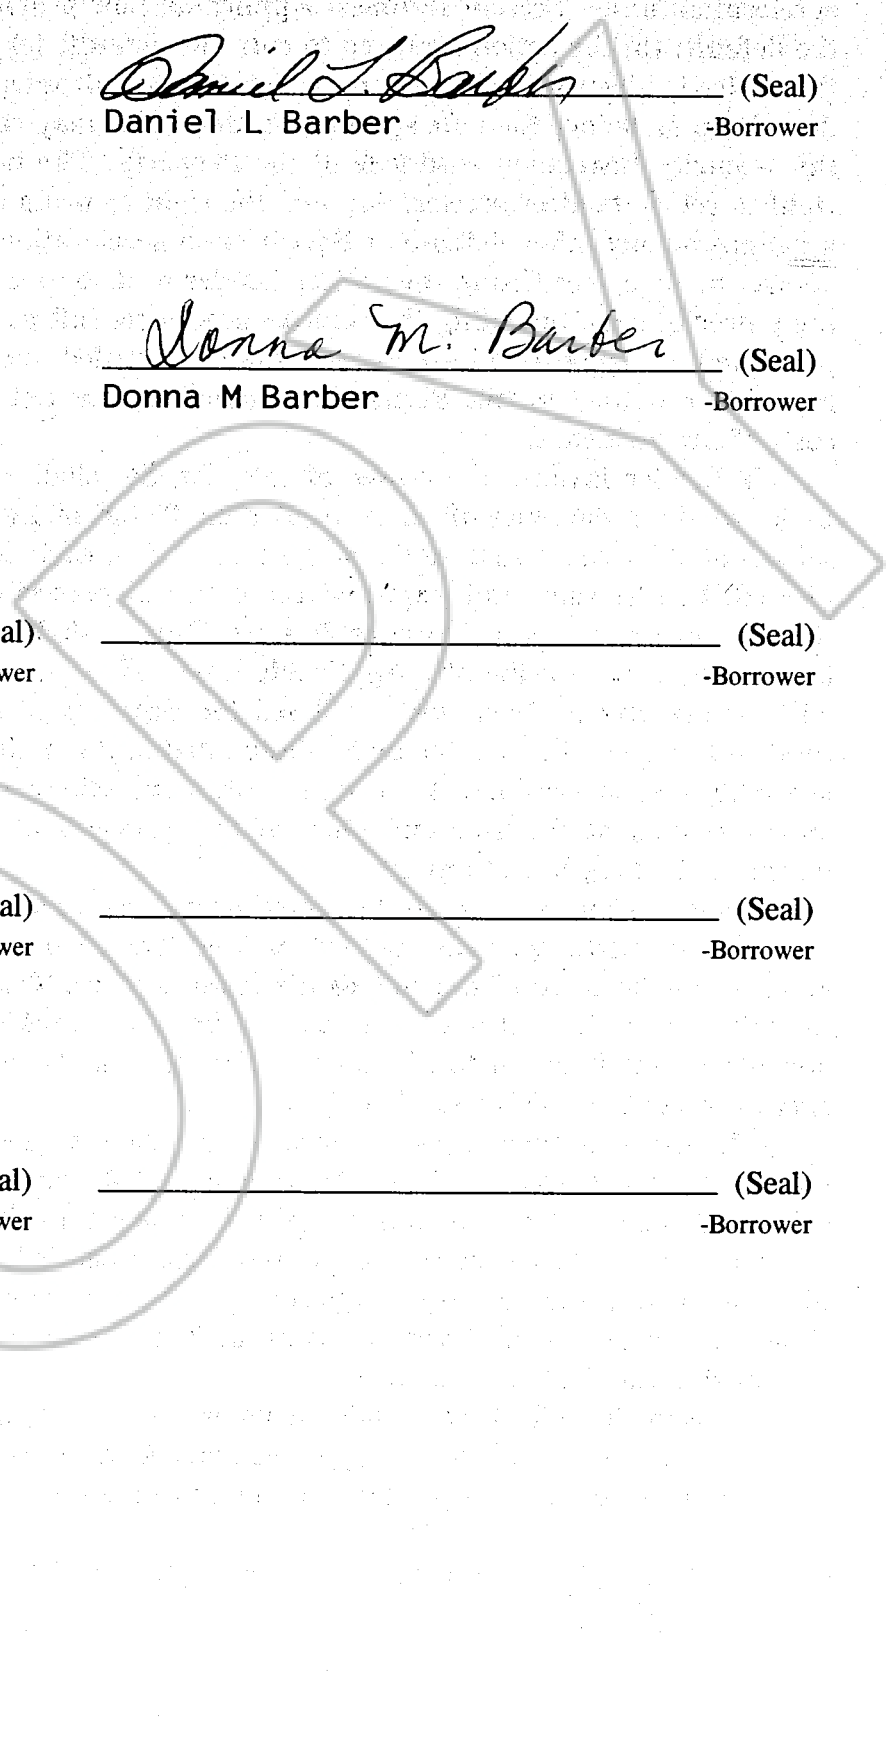 Daniel L. Barber (Seal)
Daniel L Barber -Borrower
Donna M. Barber (Seal)
Donna M Barber -Borrower
al) (Seal)
wer -Borrower
al) (Seal)
wer -Borrower
al) (Seal)
wer -Borrower
OPY